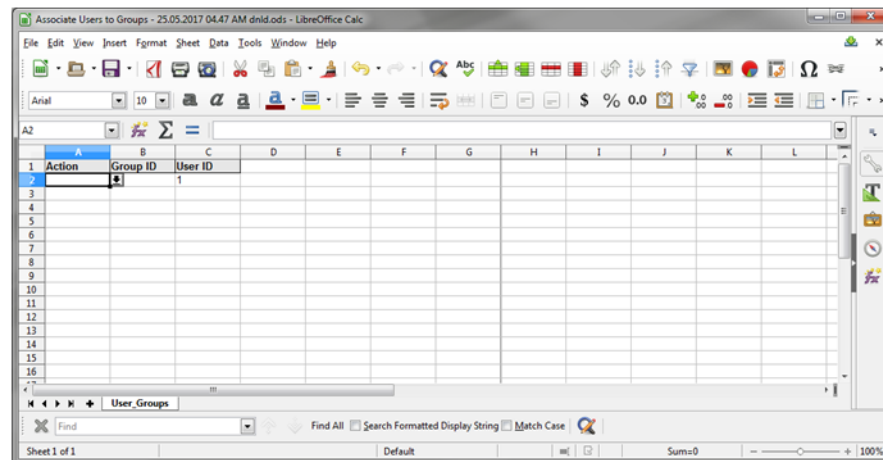 Associate Users to Groups - 25.05.2017 04.47 AM dnld.ods - LibreOffice Calc
File Edit View Insert Format Sheet Data Tools Window Help
Abc Ω
Arial 10 a a a a $ % 0.0
A2 fx Σ =
A B C D E F G H I J K L
1 Action Group ID User ID
2 1
3
4
5
6
7
8
9
10
11
12
13
14
15
16
User_Groups
Find Find All Search Formatted Display String Match Case
Sheet 1 of 1 Default Sum=0 100%